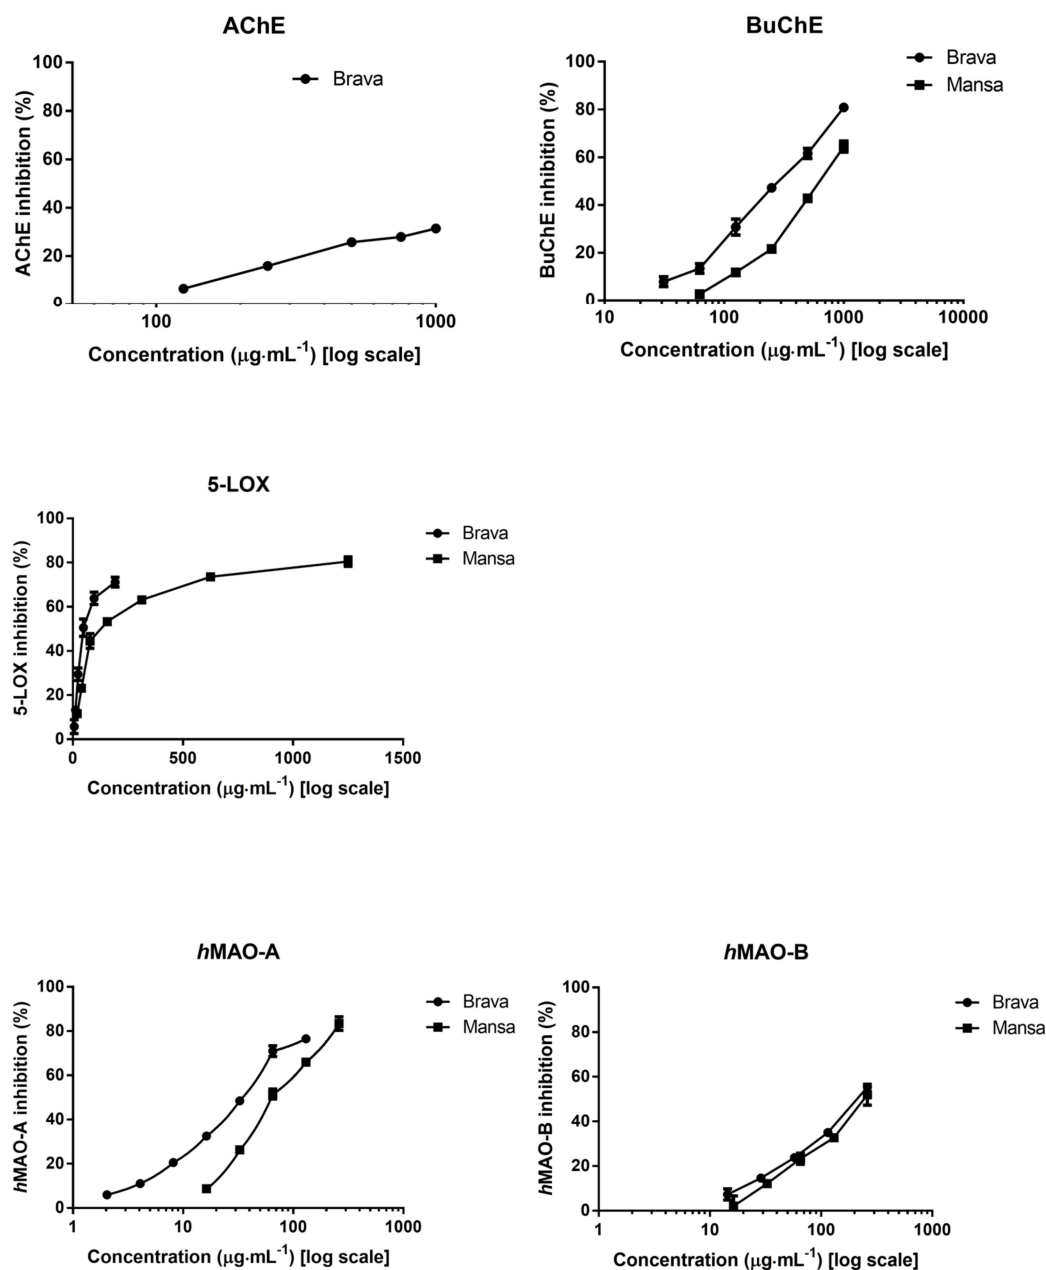 AChE
100
80
60
40
20
0
AChE inhibition (%)
Brava
100
1000
Concentration (µg·mL⁻¹) [log scale]
BuChE
100
80
60
40
20
0
BuChE inhibition (%)
Brava
Mansa
10
100
1000
10000
Concentration (µg·mL⁻¹) [log scale]
5-LOX
100
80
60
40
20
0
5-LOX inhibition (%)
Brava
Mansa
0
500
1000
1500
Concentration (µg·mL⁻¹) [log scale]
hMAO-A
100
80
60
40
20
0
hMAO-A inhibition (%)
Brava
Mansa
1
10
100
1000
Concentration (µg·mL⁻¹) [log scale]
hMAO-B
100
80
60
40
20
0
hMAO-B inhibition (%)
Brava
Mansa
1
10
100
1000
Concentration (µg·mL⁻¹) [log scale]